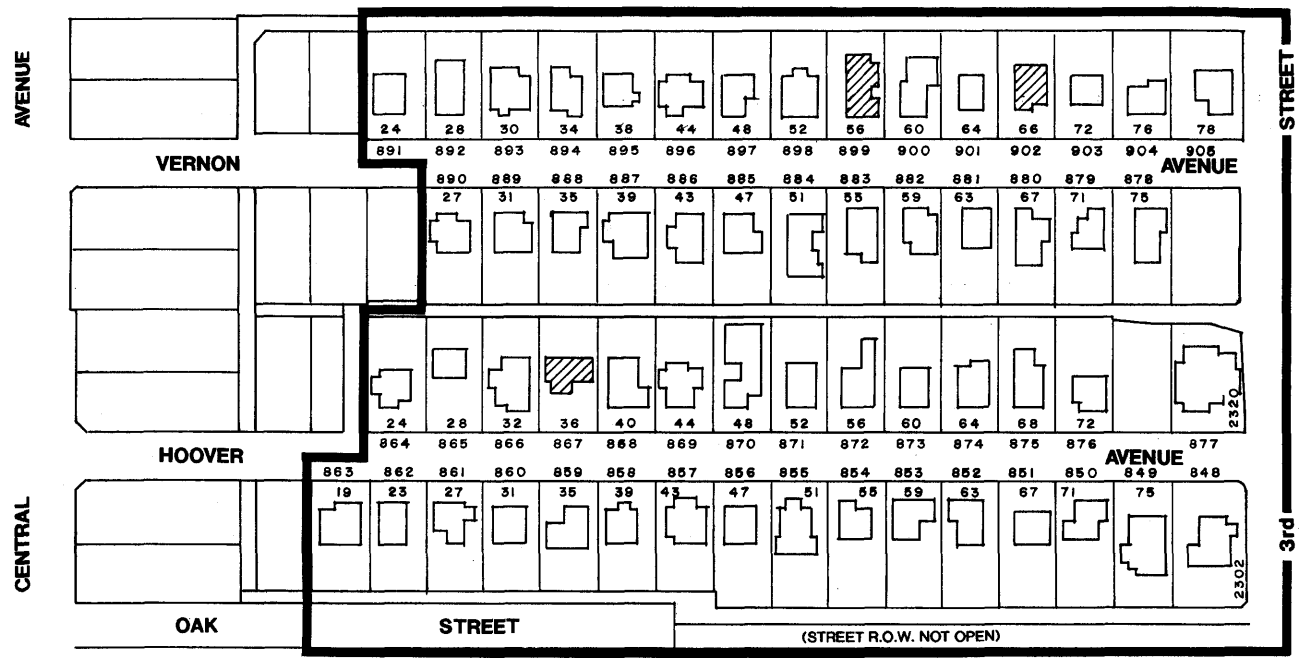 24 28 30 34 38 44 48 52 56 60 64 66 72 76 78
891 892 893 894 895 896 897 898 899 900 901 902 903 904 905
VERNON AVENUE
890 889 888 887 886 885 884 883 882 881 880 879 878
27 31 35 39 43 47 51 55 59 63 67 71 75
24 28 32 36 40 44 48 52 56 60 64 68 72 2320
864 865 866 867 868 869 870 871 872 873 874 875 876 877
HOOVER AVENUE
863 862 861 860 859 858 857 856 855 854 853 852 851 850 849 848
19 23 27 31 35 39 43 47 51 55 59 63 67 71 75 2302
OAK STREET
(STREET R.O.W. NOT OPEN)
CENTRAL AVENUE
3rd STREET